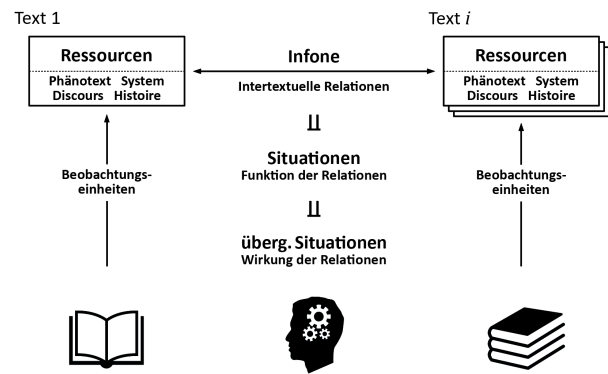 Text 1
Text i
Ressourcen
Phänotext System
Discours Histoire
Infone
Intertextuelle Relationen
Ressourcen
Phänotext System
Discours Histoire
Situationen
Funktion der Relationen
Beobachtungs-
einheiten
Beobachtungs-
einheiten
überg. Situationen
Wirkung der Relationen